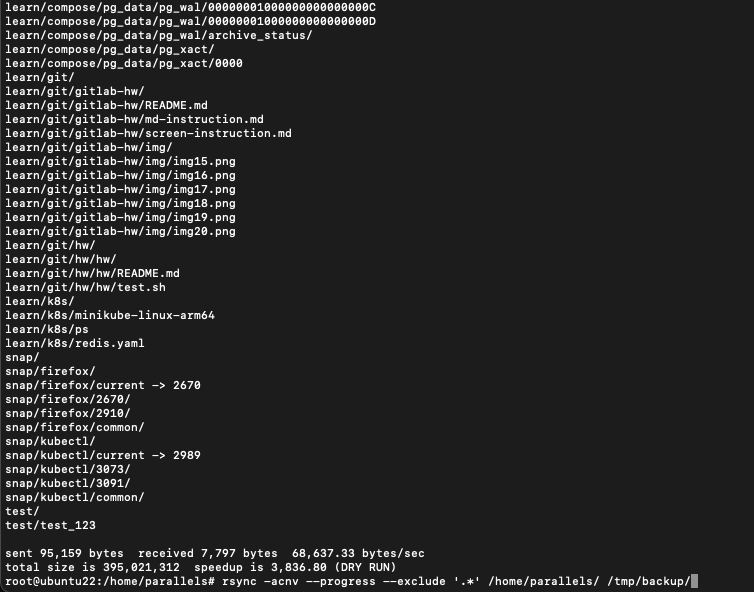 learn/compose/pg_data/pg_wal/00000001000000000000000C
learn/compose/pg_data/pg_wal/00000001000000000000000D
learn/compose/pg_data/pg_wal/archive_status/
learn/compose/pg_data/pg_xact/
learn/compose/pg_data/pg_xact/0000
learn/git/
learn/git/gitlab-hw/
learn/git/gitlab-hw/README.md
learn/git/gitlab-hw/md-instruction.md
learn/git/gitlab-hw/screen-instruction.md
learn/git/gitlab-hw/img/
learn/git/gitlab-hw/img/img15.png
learn/git/gitlab-hw/img/img16.png
learn/git/gitlab-hw/img/img17.png
learn/git/gitlab-hw/img/img18.png
learn/git/gitlab-hw/img/img19.png
learn/git/gitlab-hw/img/img20.png
learn/git/hw/
learn/git/hw/hw/
learn/git/hw/hw/README.md
learn/git/hw/hw/test.sh
learn/k8s/
learn/k8s/minikube-linux-arm64
learn/k8s/ps
learn/k8s/redis.yaml
snap/
snap/firefox/
snap/firefox/current -> 2670
snap/firefox/2670/
snap/firefox/2910/
snap/firefox/common/
snap/kubectl/
snap/kubectl/current -> 2989
snap/kubectl/3073/
snap/kubectl/3091/
snap/kubectl/common/
test/
test/test_123
sent 95,159 bytes  received 7,797 bytes  68,637.33 bytes/sec
total size is 395,021,312  speedup is 3,836.80 (DRY RUN)
root@ubuntu22:/home/parallels# rsync -acnv --progress --exclude '.*' /home/parallels/ /tmp/backup/